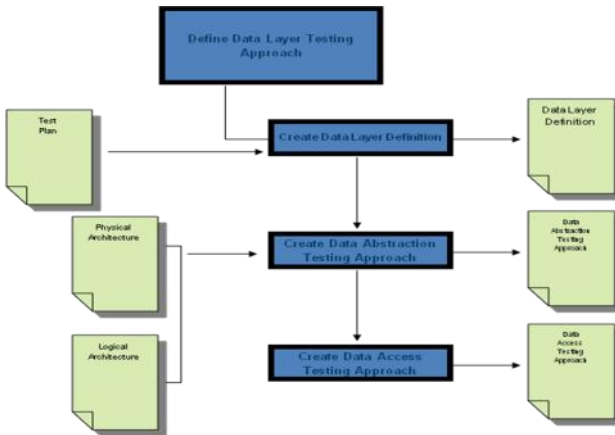 Define Data Layer Testing
Approach
Test
Plan
Create Data Layer Definition
Data Layer
Definition
Physical
Architecture
Create Data Abstraction
Testing Approach
Data
Abstraction
Testing
Approach
Logical
Architecture
Create Data Access
Testing Approach
Data
Access
Testing
Approach